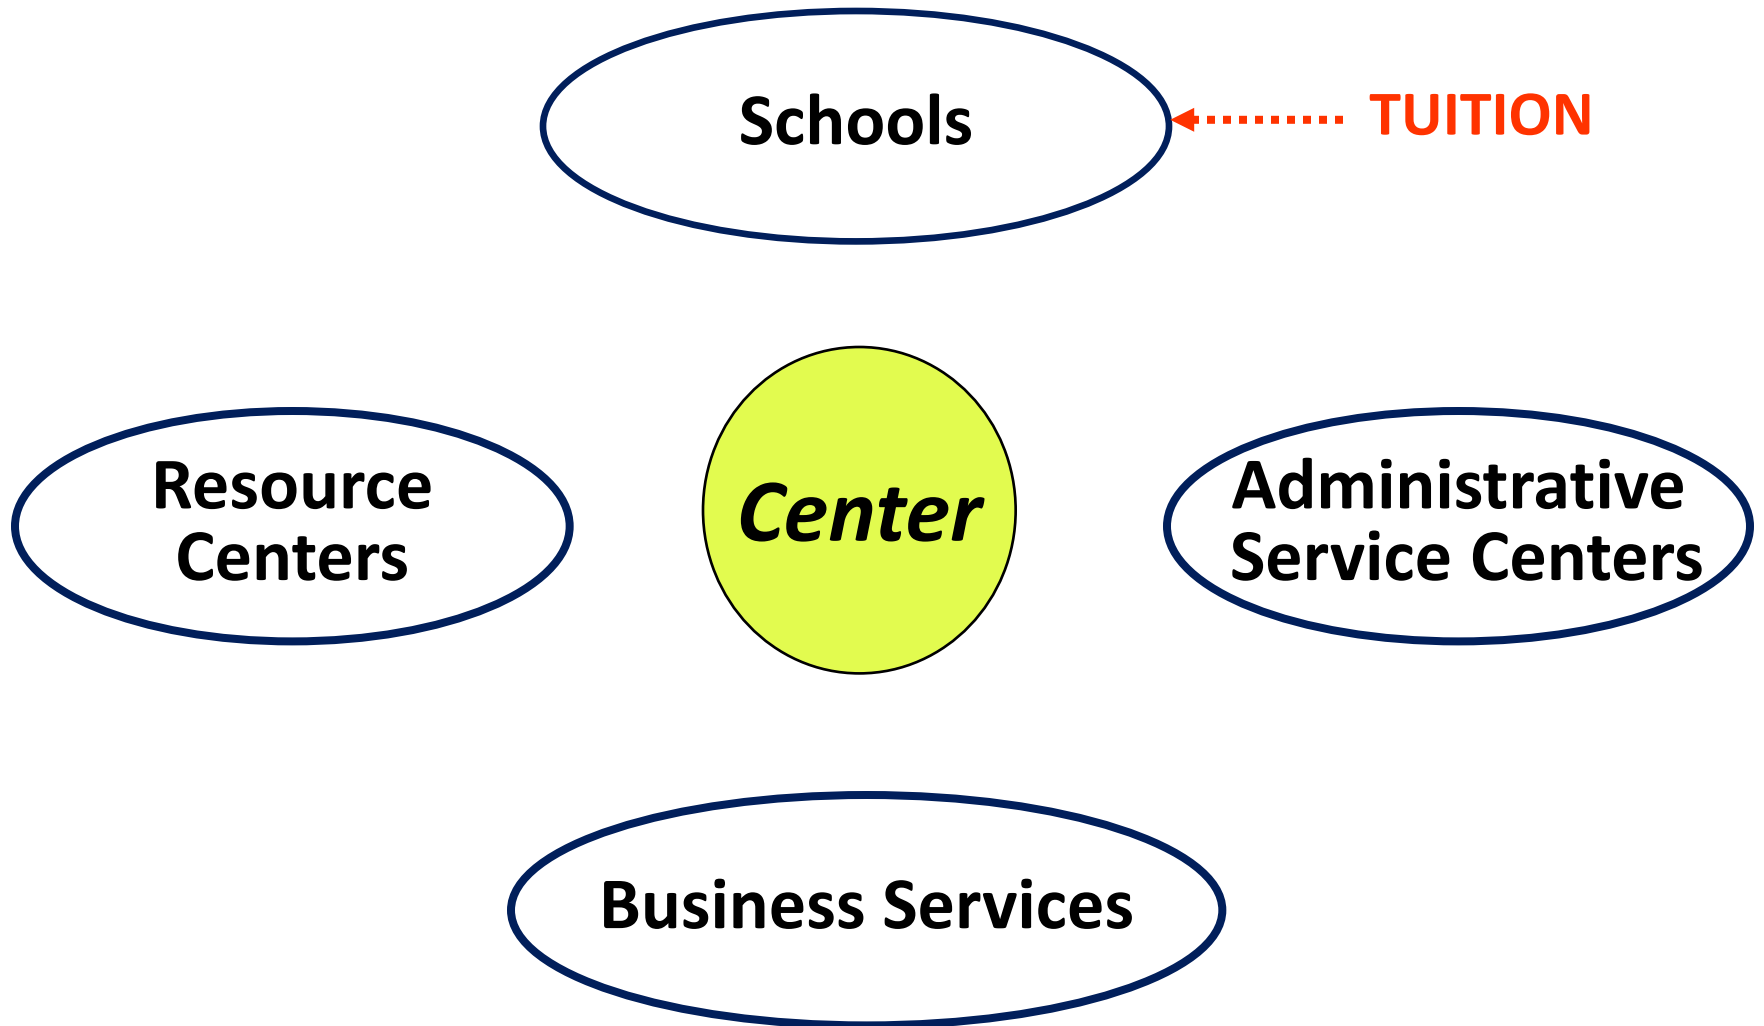 Schools
TUITION
Resource
Centers
Center
Administrative
Service Centers
Business Services